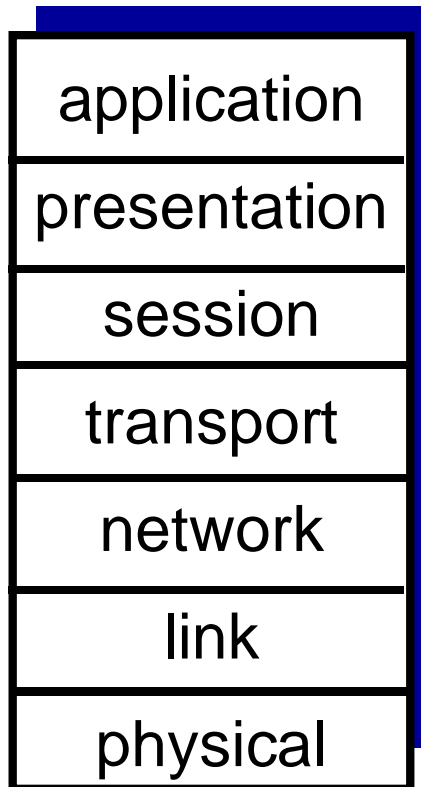 application
presentation
session
transport
network
link
physical